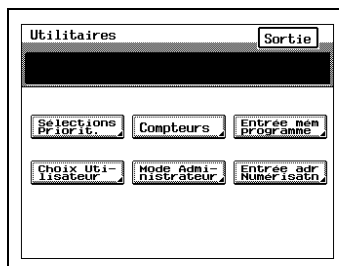 Utilitaires
Sortie
Sélections
Priorit.
Compteurs
Entrée mém
programme
Choix Uti-
lisateur
Mode Admi-
nistrateur
Entrée adr
Numérisatn